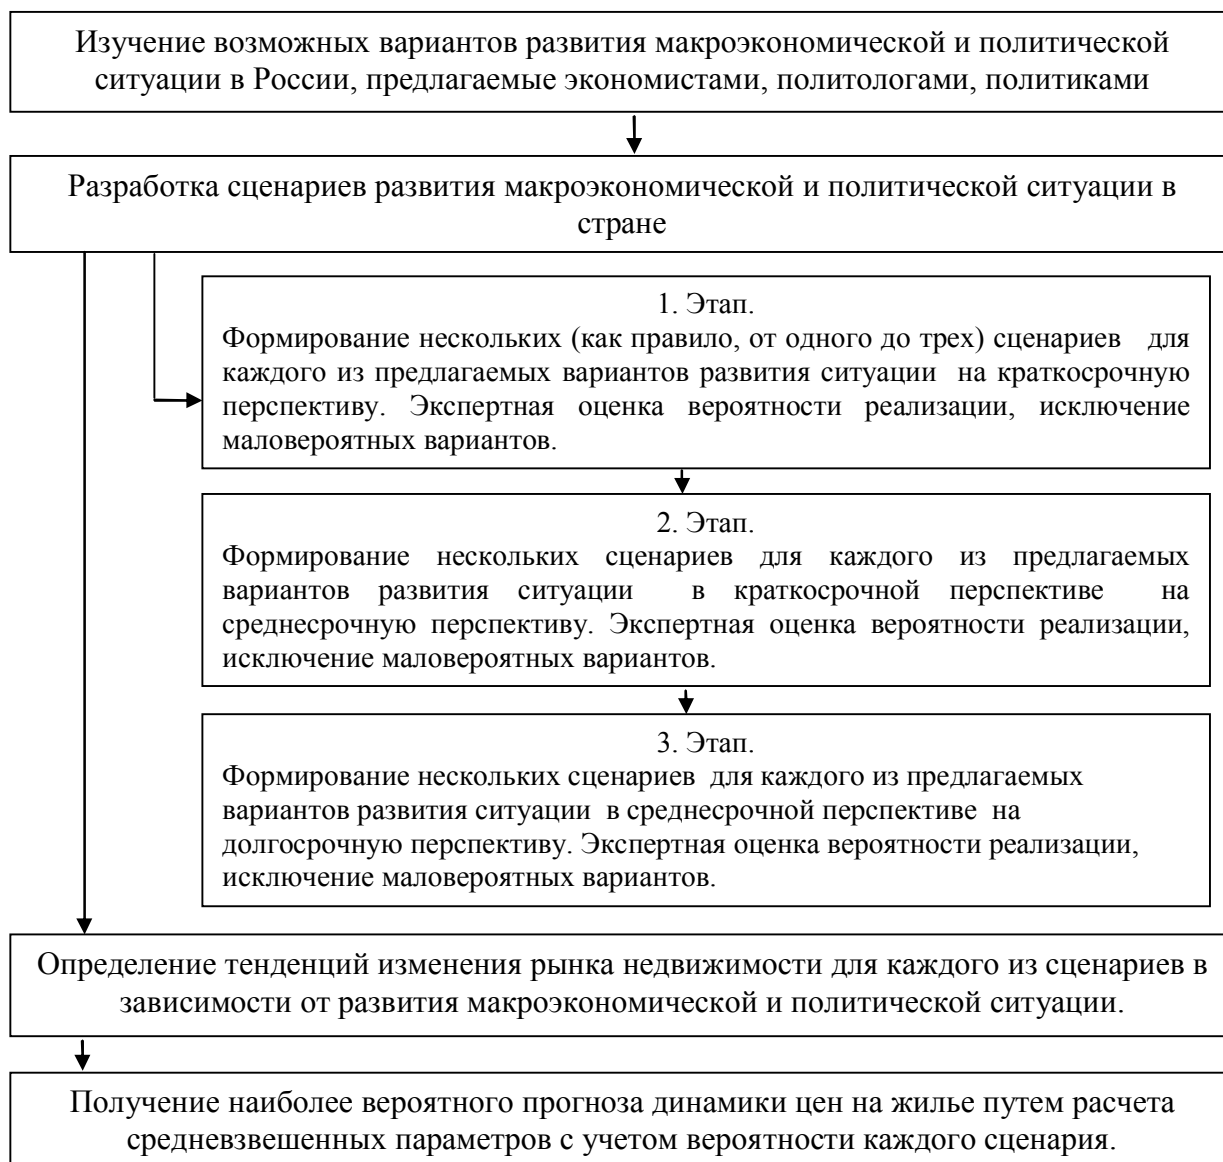 Изучение возможных вариантов развития макроэкономической и политической
ситуации в России, предлагаемые экономистами, политологами, политиками
Разработка сценариев развития макроэкономической и политической ситуации в
стране
1. Этап.
Формирование нескольких (как правило, от одного до трех) сценариев для
каждого из предлагаемых вариантов развития ситуации на краткосрочную
перспективу. Экспертная оценка вероятности реализации, исключение
маловероятных вариантов.
2. Этап.
Формирование нескольких сценариев для каждого из предлагаемых
вариантов развития ситуации в краткосрочной перспективе на
среднесрочную перспективу. Экспертная оценка вероятности реализации,
исключение маловероятных вариантов.
3. Этап.
Формирование нескольких сценариев для каждого из предлагаемых
вариантов развития ситуации в среднесрочной перспективе на
долгосрочную перспективу. Экспертная оценка вероятности реализации,
исключение маловероятных вариантов.
Определение тенденций изменения рынка недвижимости для каждого из сценариев в
зависимости от развития макроэкономической и политической ситуации.
Получение наиболее вероятного прогноза динамики цен на жилье путем расчета
средневзвешенных параметров с учетом вероятности каждого сценария.